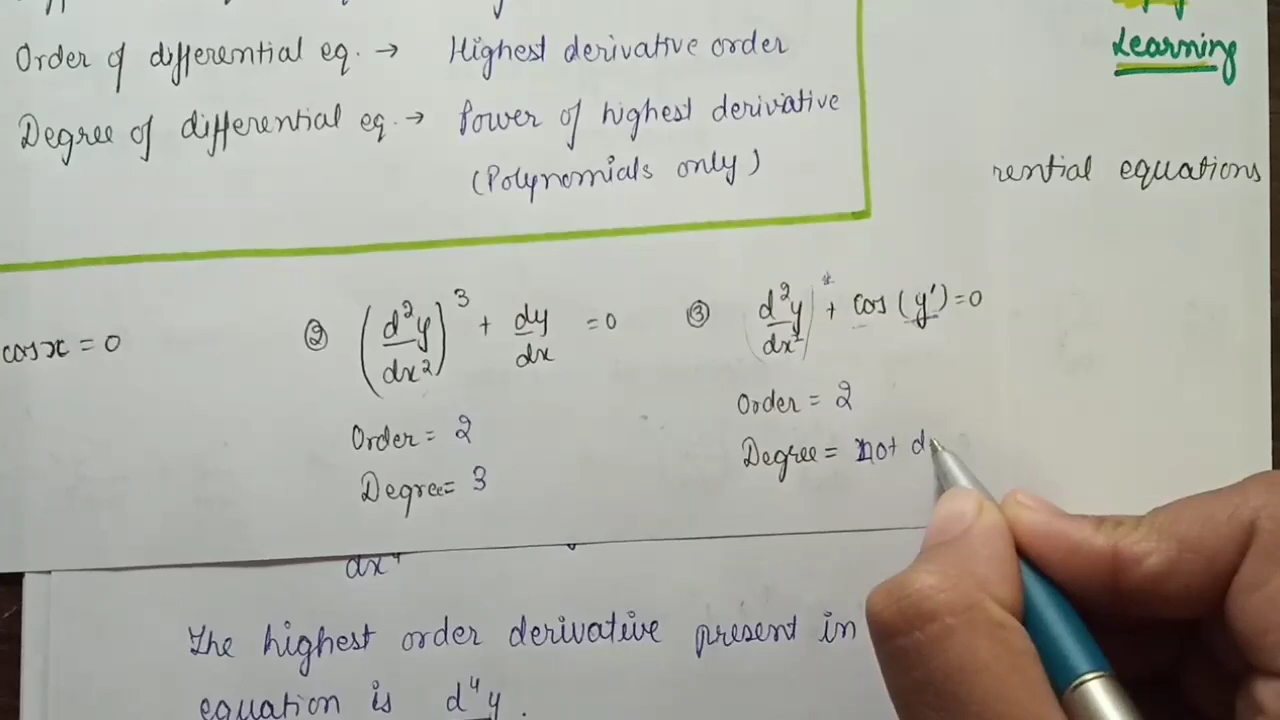 Learning
Order of differential eq. → Highest derivative order
Degree of differential eq. → Power of highest derivative
(Polynomials only)
rential equations
cos x = 0
② (d²y/dx²)³ + dy/dx = 0
Order = 2
Degree = 3
③ (d²y/dx²) + cos (y') = 0
Order = 2
Degree = not d
dx⁴
The highest order derivative present in
equation is d⁴y